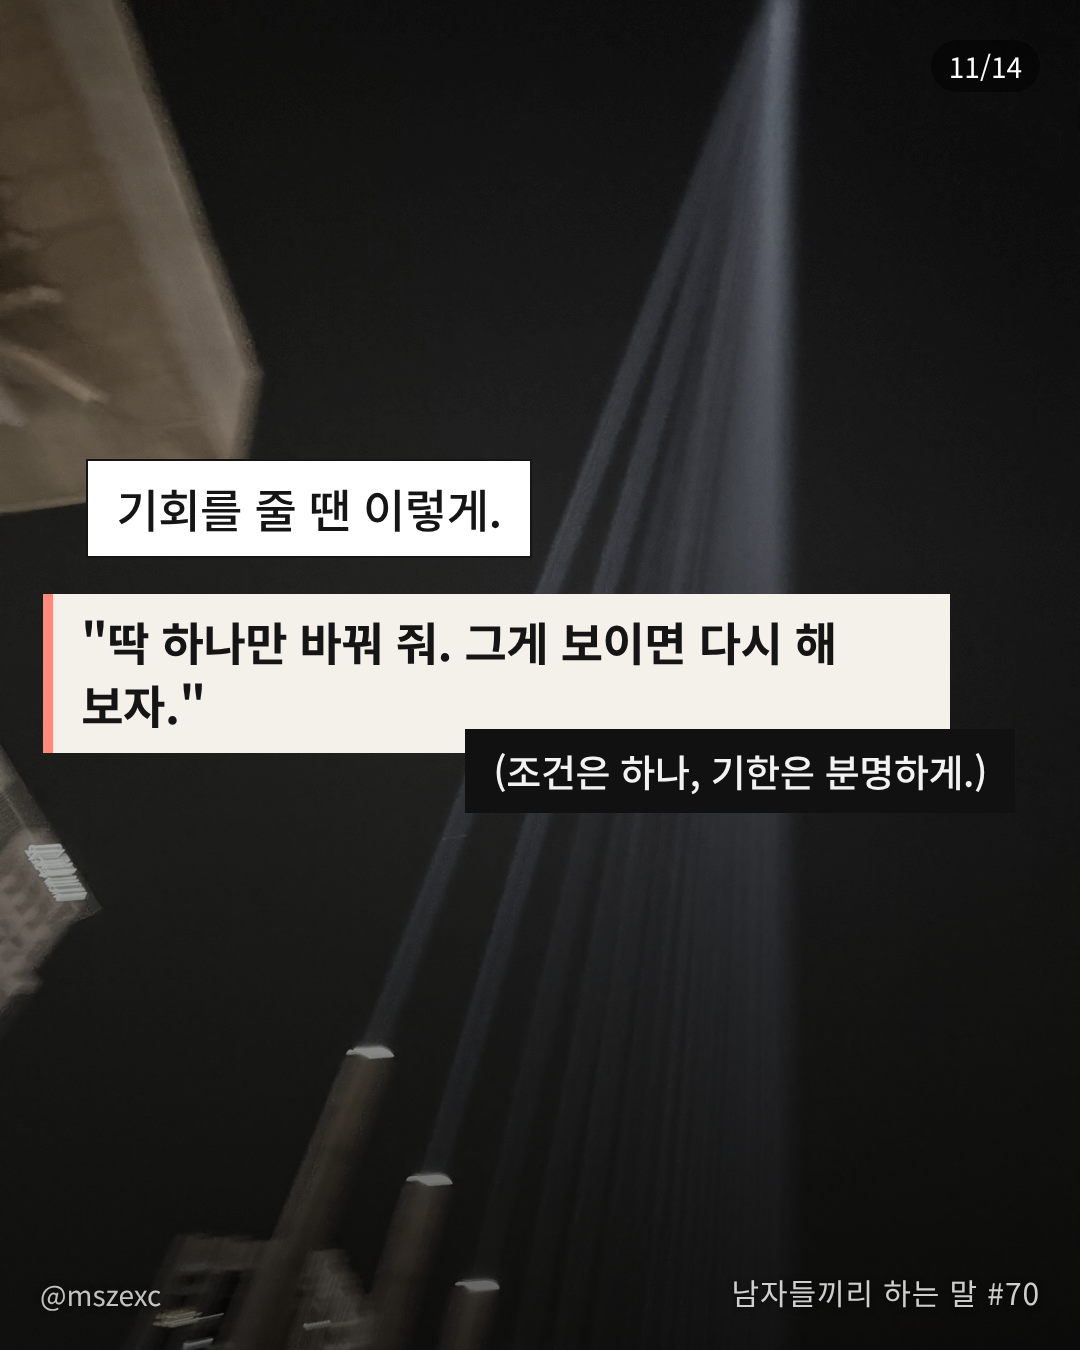 11/14
기회를 줄 땐 이렇게.
"딱 하나만 바꿔 줘. 그게 보이면 다시 해
보자."
(조건은 하나, 기한은 분명하게.)
@mszexc
남자들끼리 하는 말 #70